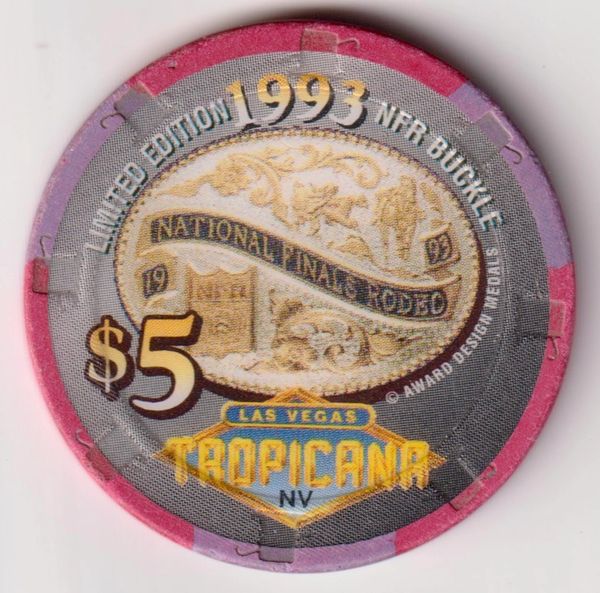 LIMITED EDITION 1993 NFR BUCKLE
NATIONAL FINALS RODEO
19 93
NFR
$5
© AWARD DESIGN MEDALS
LAS VEGAS
TROPICANA
NV